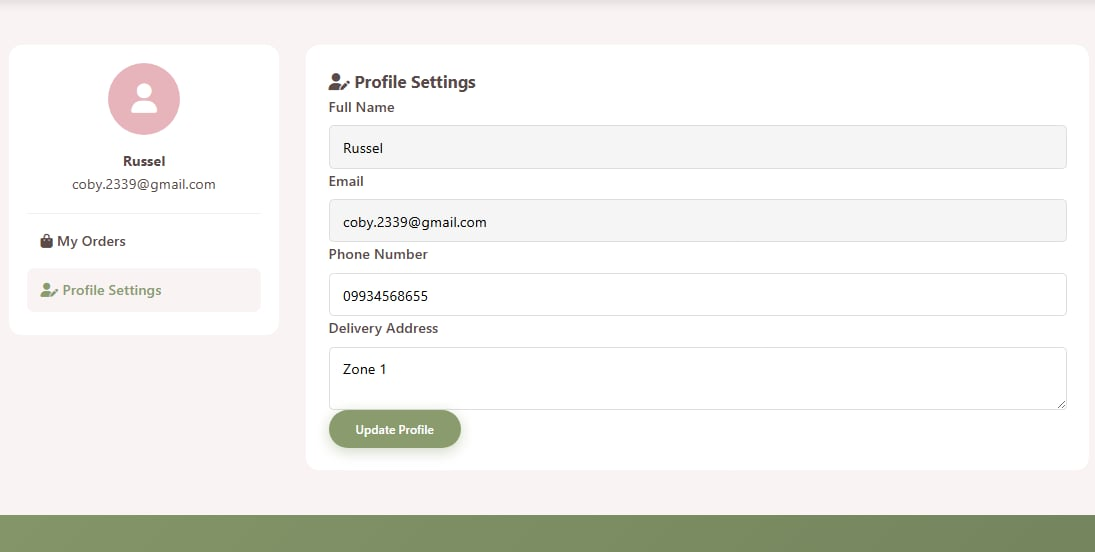 Russel
coby.2339@gmail.com
My Orders
Profile Settings
Profile Settings
Full Name
Russel
Email
coby.2339@gmail.com
Phone Number
09934568655
Delivery Address
Zone 1
Update Profile